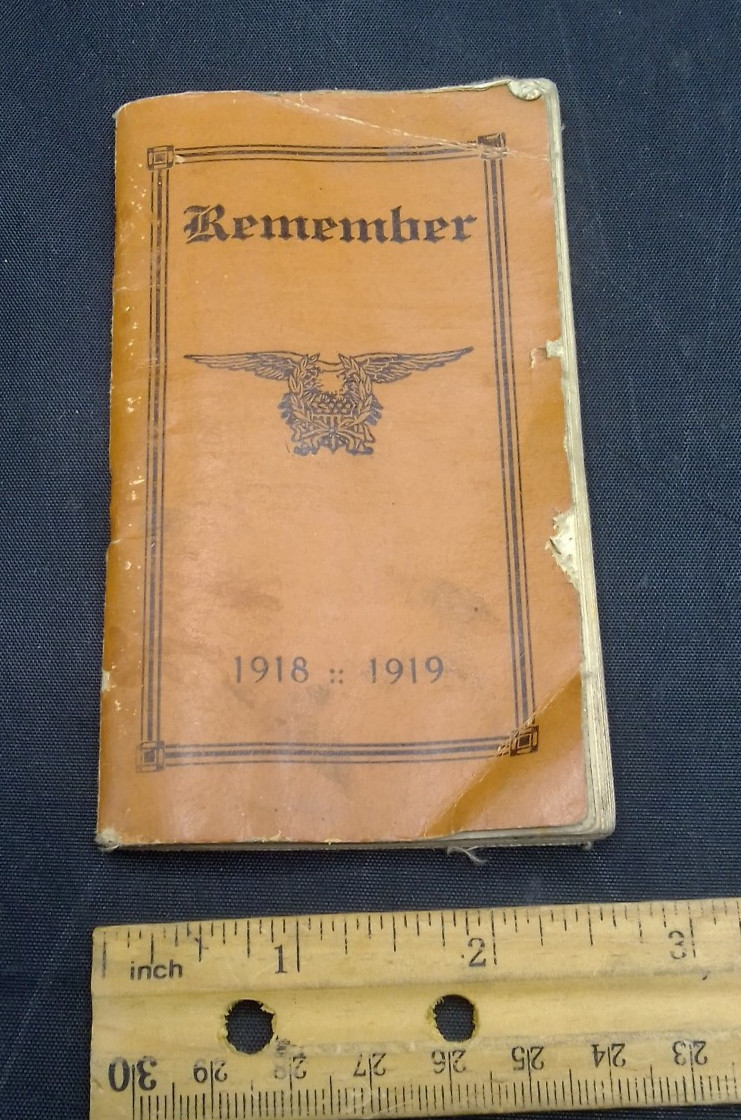 Remember
1918 :: 1919
1 2 3
inch
30 29 28 27 26 25 24 23